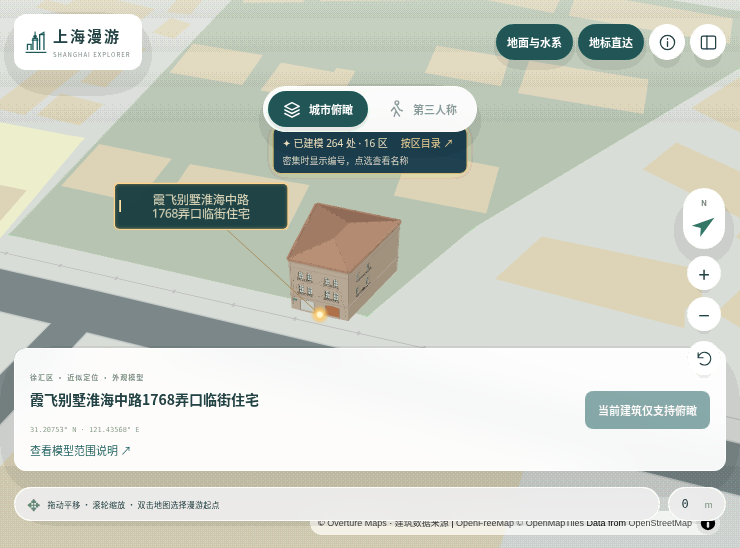 上海漫游
SHANGHAI EXPLORER
地面与水系
地标直达
城市俯瞰
第三人称
✦ 已建模 264 处 · 16 区 按区目录 ↗
密集时显示编号，点选查看名称
霞飞别墅淮海中路
1768弄口临街住宅
N
+
−
徐汇区 · 近似定位 · 外观模型
霞飞别墅淮海中路1768弄口临街住宅
31.20753° N · 121.43568° E
查看模型范围说明 ↗
当前建筑仅支持俯瞰
拖动平移 · 滚轮缩放 · 双击地图选择漫游起点
0 m
© Overture Maps · 建筑数据来源 | OpenFreeMap © OpenMapTiles Data from OpenStreetMap